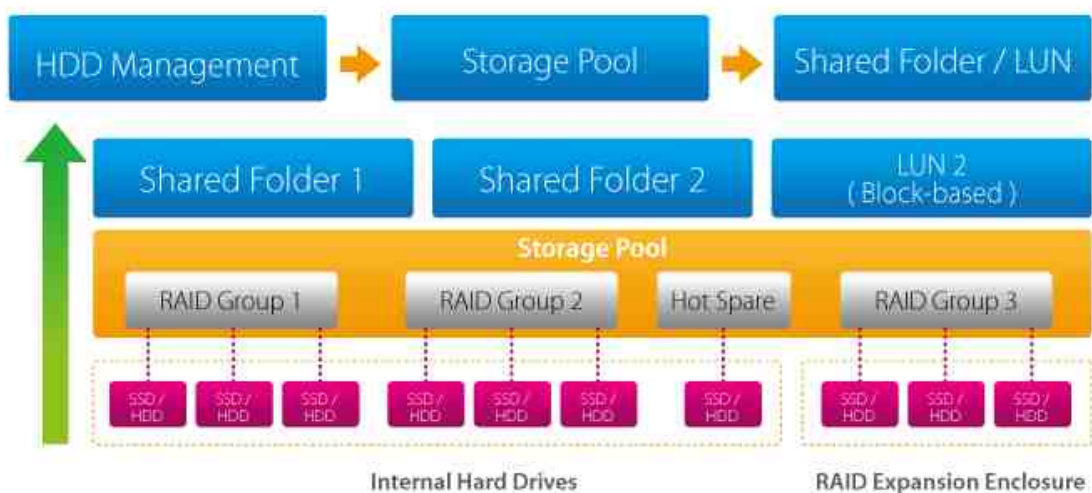 HDD Management
Storage Pool
Shared Folder / LUN
Shared Folder 1
Shared Folder 2
LUN 2
( Block-based )
Storage Pool
RAID Group 1
RAID Group 2
Hot Spare
RAID Group 3
SSD /
HDD
SSD /
HDD
SSD /
HDD
SSD /
HDD
SSD /
HDD
SSD /
HDD
SSD /
HDD
SSD /
HDD
SSD /
HDD
SSD /
HDD
Internal Hard Drives
RAID Expansion Enclosure